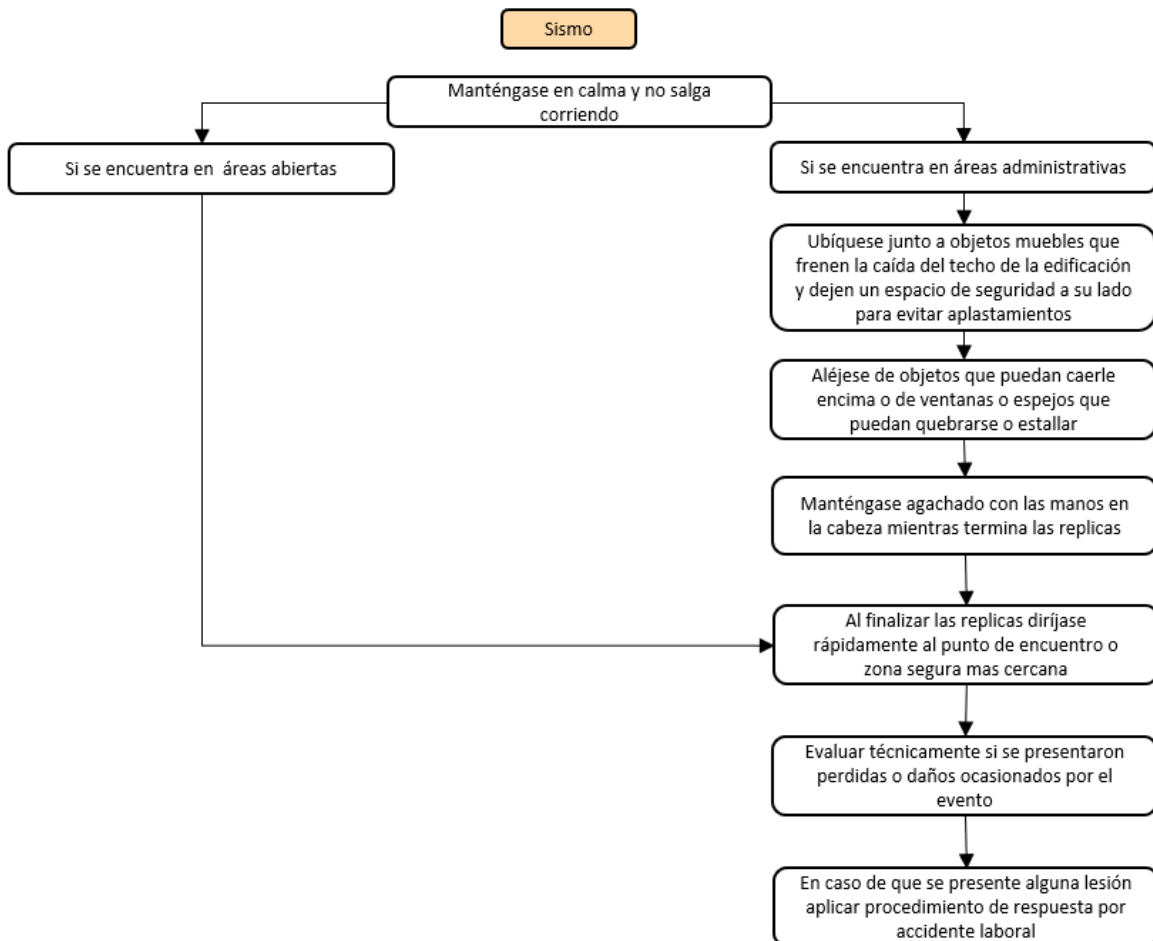 Sismo
Manténgase en calma y no salga
corriendo
Si se encuentra en áreas abiertas
Si se encuentra en áreas administrativas
Ubíquese junto a objetos muebles que
frenen la caída del techo de la edificación
y dejen un espacio de seguridad a su lado
para evitar aplastamientos
Aléjese de objetos que puedan caerle
encima o de ventanas o espejos que
puedan quebrarse o estallar
Manténgase agachado con las manos en
la cabeza mientras termina las replicas
Al finalizar las replicas diríjase
rápidamente al punto de encuentro o
zona segura mas cercana
Evaluar técnicamente si se presentaron
perdidas o daños ocasionados por el
evento
En caso de que se presente alguna lesión
aplicar procedimiento de respuesta por
accidente laboral